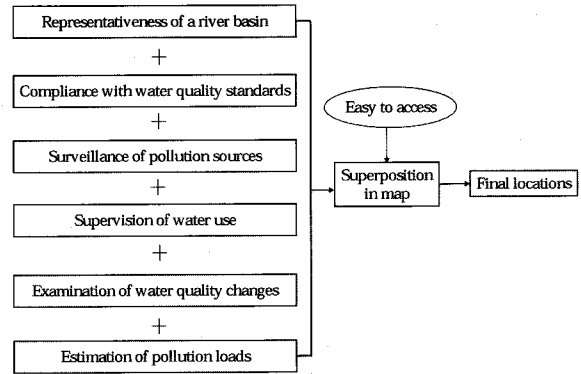 Representativeness of a river basin
+
Compliance with water quality standards
+
Surveillance of pollution sources
+
Supervision of water use
+
Examination of water quality changes
+
Estimation of pollution loads
Easy to access
Superposition
in map
Final locations